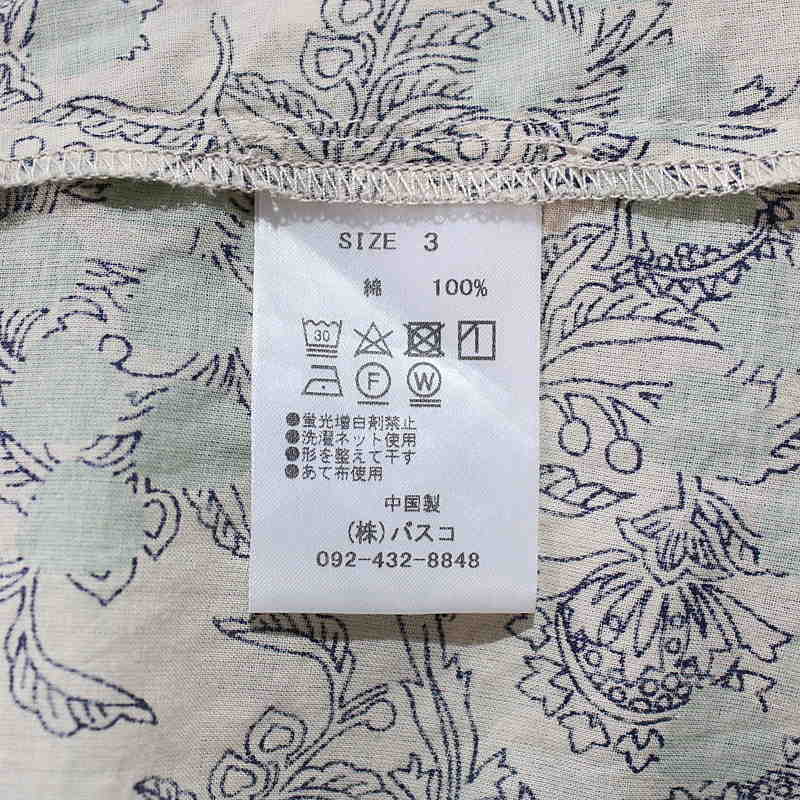 SIZE 3
綿 100%
30
F W
●蛍光増白剤禁止
●洗濯ネット使用
●形を整えて干す
●あて布使用
中国製
(株)パスコ
092-432-8848